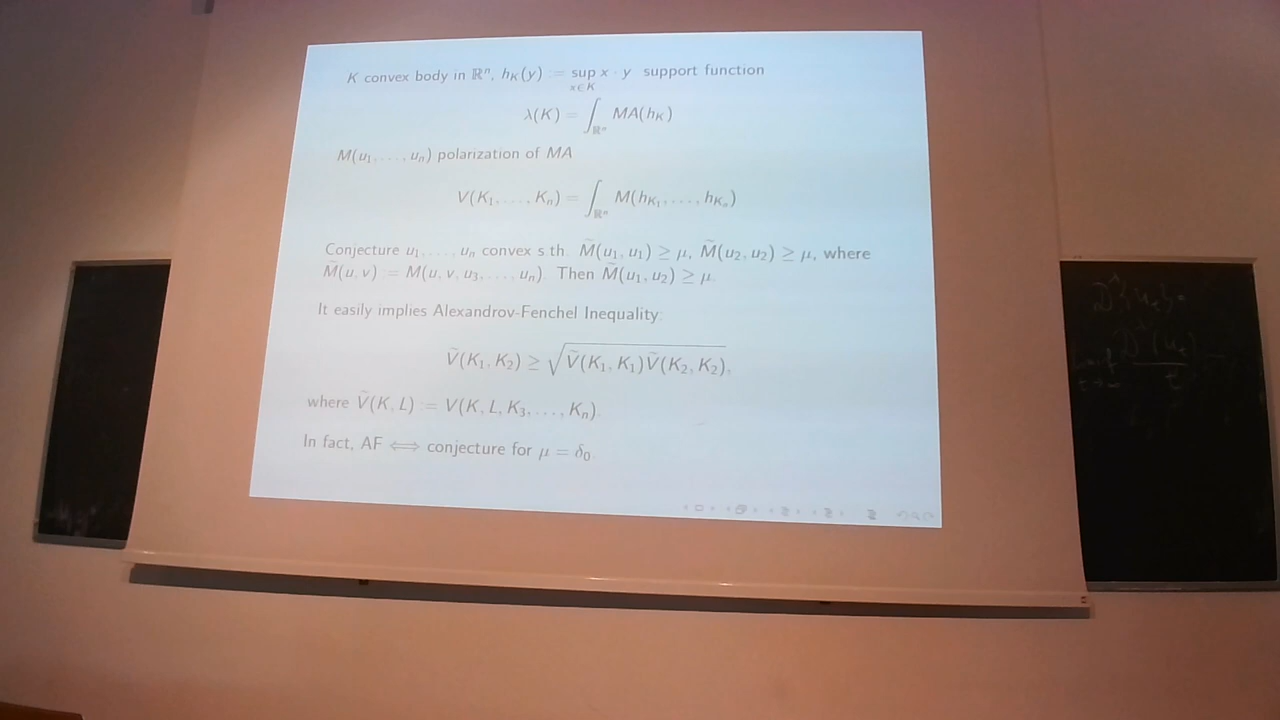 K convex body in ℝⁿ, h_K(y) := sup_{x∈K} x · y support function
λ(K) = ∫_{ℝⁿ} MA(h_K)
M(u₁, . . . , uₙ) polarization of MA
V(K₁, . . . , Kₙ) = ∫_{ℝⁿ} M(h_{K₁}, . . . , h_{Kₙ})
Conjecture u₁, . . . , uₙ convex s.th. M̃(u₁, u₁) ≥ μ, M̃(u₂, u₂) ≥ μ, where
M̃(u, v) := M(u, v, u₃, . . . , uₙ). Then M̃(u₁, u₂) ≥ μ.
It easily implies Alexandrov-Fenchel Inequality:
Ṽ(K₁, K₂) ≥ √(Ṽ(K₁, K₁)Ṽ(K₂, K₂)),
where Ṽ(K, L) := V(K, L, K₃, . . . , Kₙ).
In fact, AF ⟺ conjecture for μ = δ₀